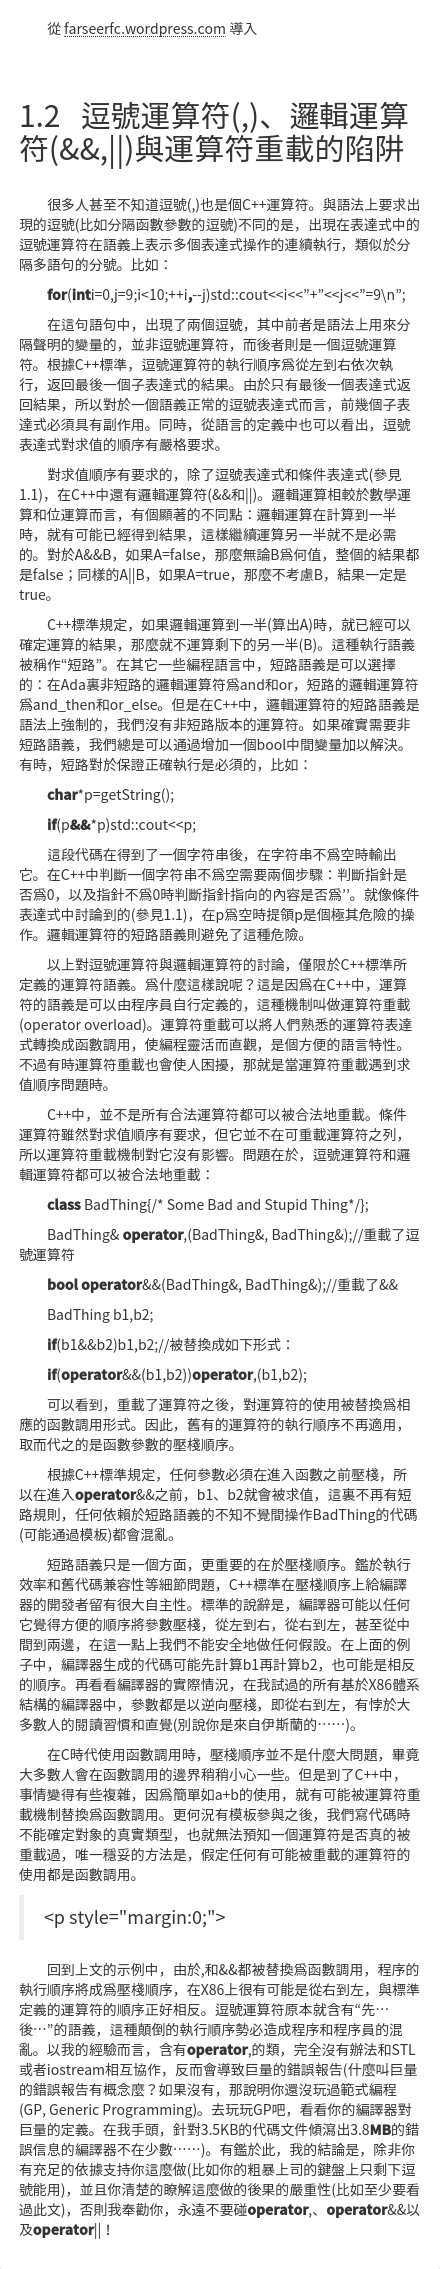 從 farseerfc.wordpress.com 導入
1.2 逗號運算符(,)、邏輯運算
符(&&,||)與運算符重載的陷阱
很多人甚至不知道逗號(,)也是個C++運算符。與語法上要求出
現的逗號(比如分隔函數參數的逗號)不同的是，出現在表達式中的
逗號運算符在語義上表示多個表達式操作的連續執行，類似於分
隔多語句的分號。比如：
for(inti=0,j=9;i<10;++i,--j)std::cout<<i<<”+”<<j<<”=9\n”;
在這句語句中，出現了兩個逗號，其中前者是語法上用來分
隔聲明的變量的，並非逗號運算符，而後者則是一個逗號運算
符。根據C++標準，逗號運算符的執行順序爲從左到右依次執
行，返回最後一個子表達式的結果。由於只有最後一個表達式返
回結果，所以對於一個語義正常的逗號表達式而言，前幾個子表
達式必須具有副作用。同時，從語言的定義中也可以看出，逗號
表達式對求值的順序有嚴格要求。
對求值順序有要求的，除了逗號表達式和條件表達式(參見
1.1)，在C++中還有邏輯運算符(&&和||)。邏輯運算相較於數學運
算和位運算而言，有個顯著的不同點：邏輯運算在計算到一半
時，就有可能已經得到結果，這樣繼續運算另一半就不是必需
的。對於A&&B，如果A=false，那麼無論B爲何值，整個的結果都
是false；同樣的A||B，如果A=true，那麼不考慮B，結果一定是
true。
C++標準規定，如果邏輯運算到一半(算出A)時，就已經可以
確定運算的結果，那麼就不運算剩下的另一半(B)。這種執行語義
被稱作“短路”。在其它一些編程語言中，短路語義是可以選擇
的：在Ada裏非短路的邏輯運算符爲and和or，短路的邏輯運算符
爲and_then和or_else。但是在C++中，邏輯運算符的短路語義是
語法上強制的，我們沒有非短路版本的運算符。如果確實需要非
短路語義，我們總是可以通過增加一個bool中間變量加以解決。
有時，短路對於保證正確執行是必須的，比如：
char*p=getString();
if(p&&*p)std::cout<<p;
這段代碼在得到了一個字符串後，在字符串不爲空時輸出
它。在C++中判斷一個字符串不爲空需要兩個步驟：判斷指針是
否爲0，以及指針不爲0時判斷指針指向的內容是否爲’’。就像條件
表達式中討論到的(參見1.1)，在p爲空時提領p是個極其危險的操
作。邏輯運算符的短路語義則避免了這種危險。
以上對逗號運算符與邏輯運算符的討論，僅限於C++標準所
定義的運算符語義。爲什麼這樣說呢？這是因爲在C++中，運算
符的語義是可以由程序員自行定義的，這種機制叫做運算符重載
(operator overload)。運算符重載可以將人們熟悉的運算符表達
式轉換成函數調用，使編程靈活而直觀，是個方便的語言特性。
不過有時運算符重載也會使人困擾，那就是當運算符重載遇到求
值順序問題時。
C++中，並不是所有合法運算符都可以被合法地重載。條件
運算符雖然對求值順序有要求，但它並不在可重載運算符之列，
所以運算符重載機制對它沒有影響。問題在於，逗號運算符和邏
輯運算符都可以被合法地重載：
class BadThing{/* Some Bad and Stupid Thing*/};
BadThing& operator,(BadThing&, BadThing&);//重載了逗
號運算符
bool operator&&(BadThing&, BadThing&);//重載了&&
BadThing b1,b2;
if(b1&&b2)b1,b2;//被替換成如下形式：
if(operator&&(b1,b2))operator,(b1,b2);
可以看到，重載了運算符之後，對運算符的使用被替換爲相
應的函數調用形式。因此，舊有的運算符的執行順序不再適用，
取而代之的是函數參數的壓棧順序。
根據C++標準規定，任何參數必須在進入函數之前壓棧，所
以在進入operator&&之前，b1、b2就會被求值，這裏不再有短
路規則，任何依賴於短路語義的不知不覺間操作BadThing的代碼
(可能通過模板)都會混亂。
短路語義只是一個方面，更重要的在於壓棧順序。鑑於執行
效率和舊代碼兼容性等細節問題，C++標準在壓棧順序上給編譯
器的開發者留有很大自主性。標準的說辭是，編譯器可能以任何
它覺得方便的順序將參數壓棧，從左到右，從右到左，甚至從中
間到兩邊，在這一點上我們不能安全地做任何假設。在上面的例
子中，編譯器生成的代碼可能先計算b1再計算b2，也可能是相反
的順序。再看看編譯器的實際情況，在我試過的所有基於X86體系
結構的編譯器中，參數都是以逆向壓棧，即從右到左，有悖於大
多數人的閱讀習慣和直覺(別說你是來自伊斯蘭的……)。
在C時代使用函數調用時，壓棧順序並不是什麼大問題，畢竟
大多數人會在函數調用的邊界稍稍小心一些。但是到了C++中，
事情變得有些複雜，因爲簡單如a+b的使用，就有可能被運算符重
載機制替換爲函數調用。更何況有模板參與之後，我們寫代碼時
不能確定對象的真實類型，也就無法預知一個運算符是否真的被
重載過，唯一穩妥的方法是，假定任何有可能被重載的運算符的
使用都是函數調用。
<p style="margin:0;">
回到上文的示例中，由於,和&&都被替換爲函數調用，程序的
執行順序將成爲壓棧順序，在X86上很有可能是從右到左，與標準
定義的運算符的順序正好相反。逗號運算符原本就含有“先…
後…”的語義，這種顛倒的執行順序勢必造成程序和程序員的混
亂。以我的經驗而言，含有operator,的類，完全沒有辦法和STL
或者iostream相互協作，反而會導致巨量的錯誤報告(什麼叫巨量
的錯誤報告有概念麼？如果沒有，那說明你還沒玩過範式編程
(GP, Generic Programming)。去玩玩GP吧，看看你的編譯器對
巨量的定義。在我手頭，針對3.5KB的代碼文件傾瀉出3.8MB的錯
誤信息的編譯器不在少數……)。有鑑於此，我的結論是，除非你
有充足的依據支持你這麼做(比如你的粗暴上司的鍵盤上只剩下逗
號能用)，並且你清楚的瞭解這麼做的後果的嚴重性(比如至少要看
過此文)，否則我奉勸你，永遠不要碰operator,、operator&&以
及operator||！